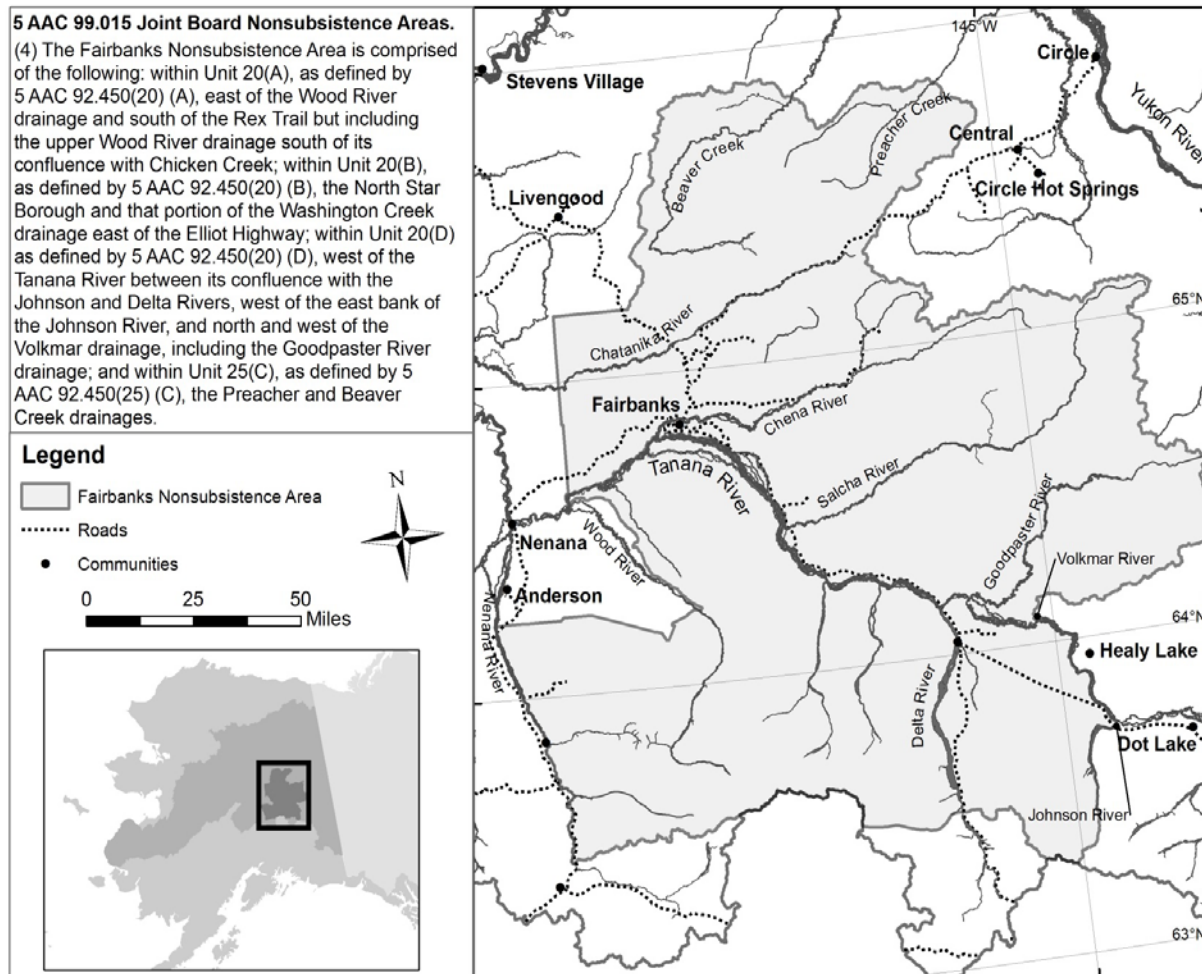 5 AAC 99.015 Joint Board Nonsubsistence Areas.
(4) The Fairbanks Nonsubsistence Area is comprised
of the following: within Unit 20(A), as defined by
5 AAC 92.450(20) (A), east of the Wood River
drainage and south of the Rex Trail but including
the upper Wood River drainage south of its
confluence with Chicken Creek; within Unit 20(B),
as defined by 5 AAC 92.450(20) (B), the North Star
Borough and that portion of the Washington Creek
drainage east of the Elliot Highway; within Unit 20(D)
as defined by 5 AAC 92.450(20) (D), west of the
Tanana River between its confluence with the
Johnson and Delta Rivers, west of the east bank of
the Johnson River, and north and west of the
Volkmar drainage, including the Goodpaster River
drainage; and within Unit 25(C), as defined by 5
AAC 92.450(25) (C), the Preacher and Beaver
Creek drainages.
Legend
Fairbanks Nonsubsistence Area
Roads
Communities
N
0 25 50 Miles
145°W
Circle
Stevens Village
Yukon River
Preacher Creek
Central
Beaver Creek
Circle Hot Springs
Livengood
65°N
Chatanika River
Fairbanks
Chena River
Tanana River
Salcha River
Goodpaster River
Nenana
Wood River
Volkmar River
Anderson
64°N
Nenana River
Healy Lake
Delta River
Dot Lake
Johnson River
63°N